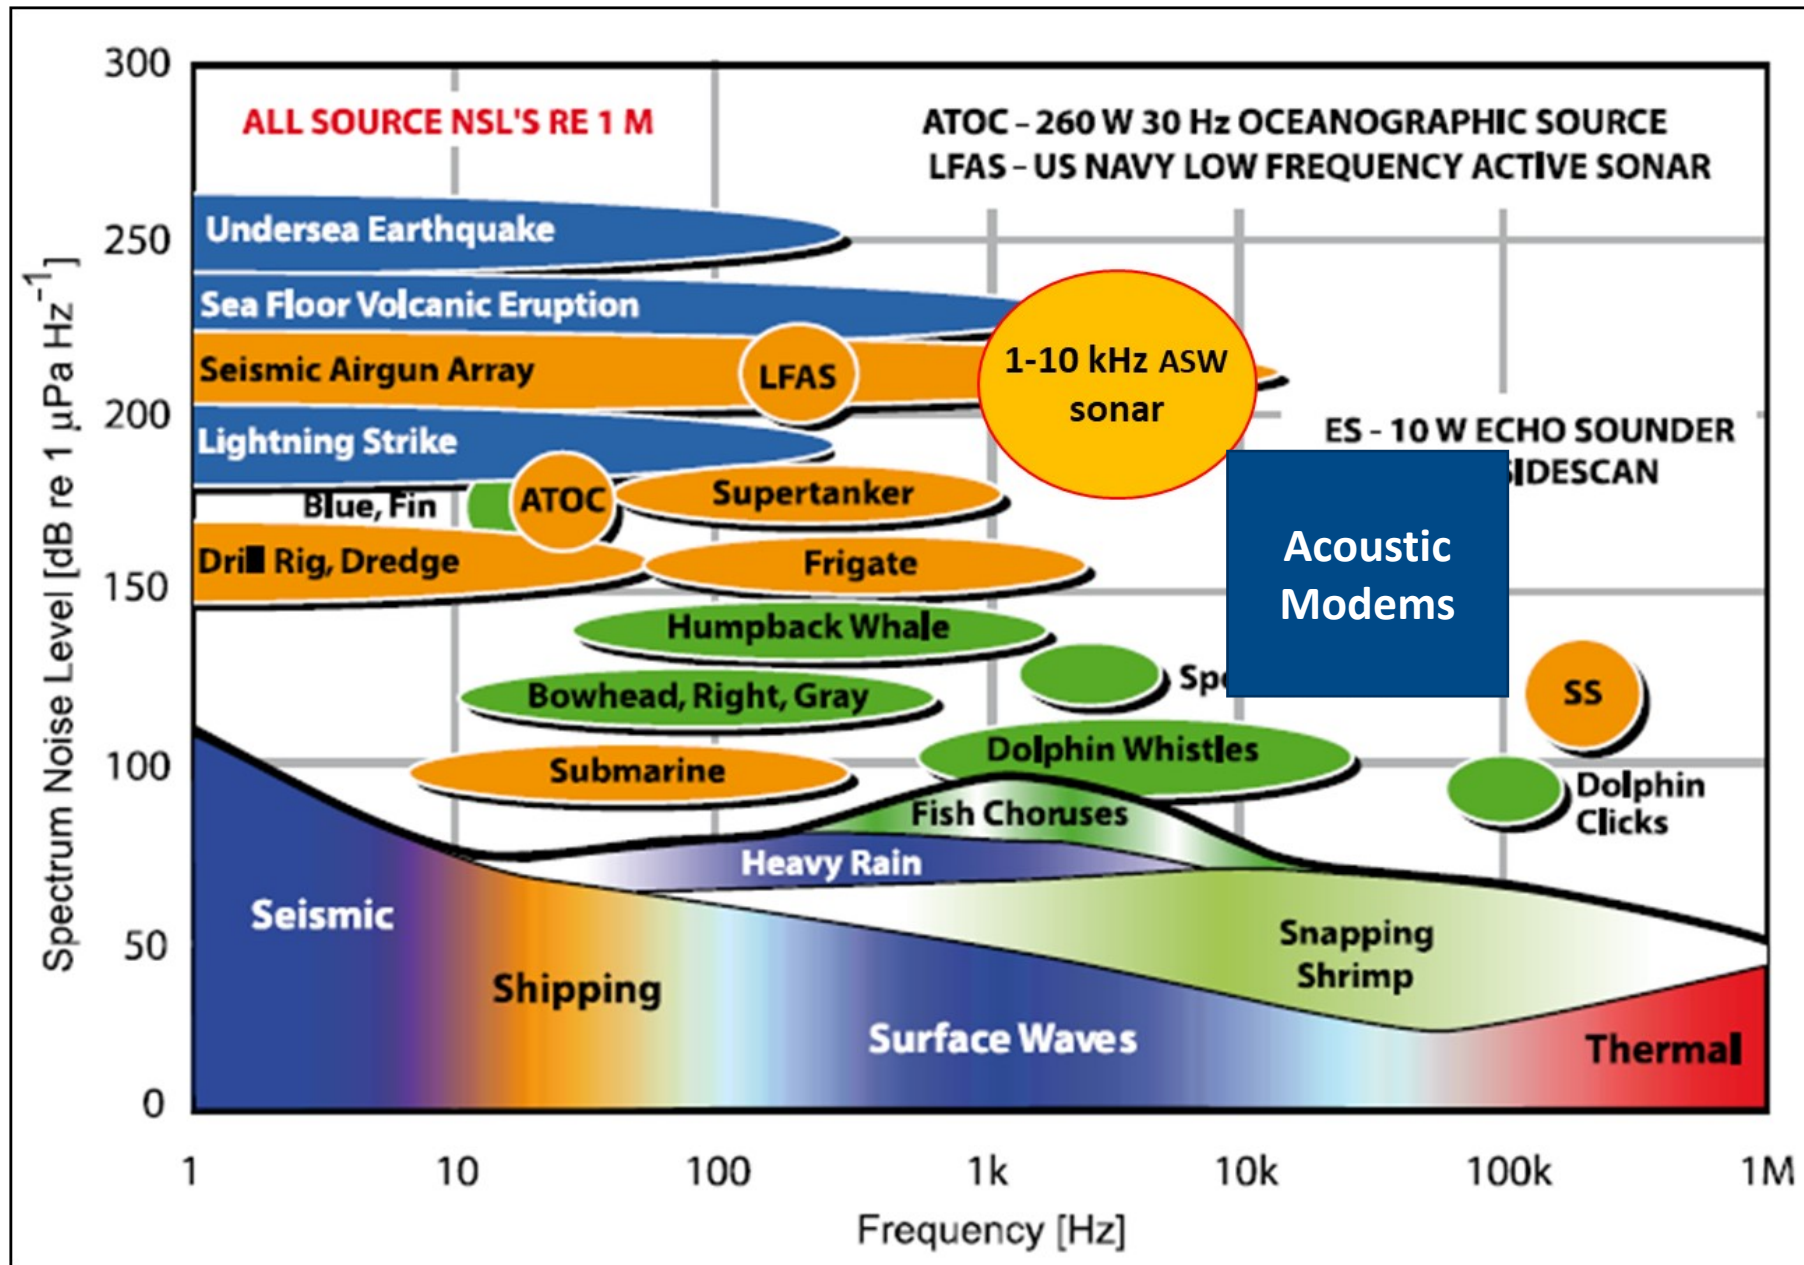 300
ALL SOURCE NSL'S RE 1 M
ATOC – 260 W 30 Hz OCEANOGRAPHIC SOURCE
LFAS – US NAVY LOW FREQUENCY ACTIVE SONAR
Undersea Earthquake
250
Sea Floor Volcanic Eruption
Seismic Airgun Array
LFAS
1-10 kHz ASW
sonar
200
Lightning Strike
ES - 10 W ECHO SOUNDER
SIDESCAN
Blue, Fin
ATOC
Supertanker
Drill Rig, Dredge
Frigate
Acoustic
Modems
150
Humpback Whale
Bowhead, Right, Gray
SS
Dolphin Whistles
100
Submarine
Dolphin
Clicks
Fish Choruses
Heavy Rain
Seismic
50
Snapping
Shrimp
Shipping
Surface Waves
Thermal
0
1 10 100 1k 10k 100k 1M
Frequency [Hz]
Spectrum Noise Level [dB re 1 µPa Hz⁻¹]